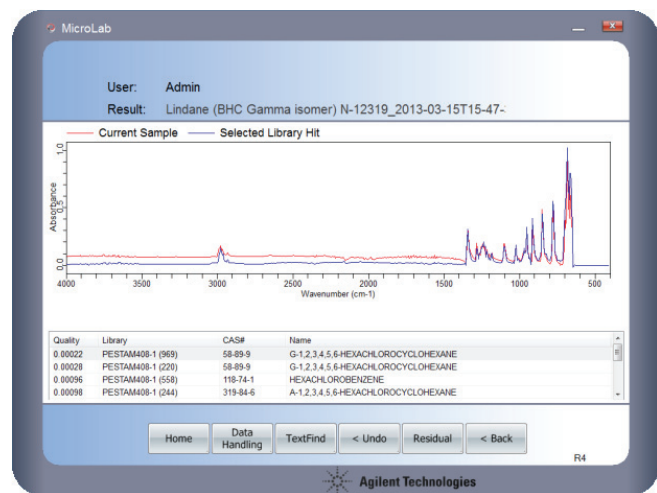 MicroLab
User: Admin
Result: Lindane (BHC Gamma isomer) N-12319_2013-03-15T15-47-
Current Sample Selected Library Hit
1.0
0.5
0.0
Absorbance
4000 3500 3000 2500 2000 1500 1000 500
Wavenumber (cm-1)
Quality Library CAS# Name
0.00022 PESTAM408-1 (969) 58-89-9 G-1,2,3,4,5,6-HEXACHLOROCYCLOHEXANE
0.00028 PESTAM408-1 (220) 58-89-9 G-1,2,3,4,5,6-HEXACHLOROCYCLOHEXANE
0.00096 PESTAM408-1 (558) 118-74-1 HEXACHLOROBENZENE
0.00098 PESTAM408-1 (244) 319-84-6 A-1,2,3,4,5,6-HEXACHLOROCYCLOHEXANE
Home Data Handling TextFind < Undo Residual < Back
R4
Agilent Technologies